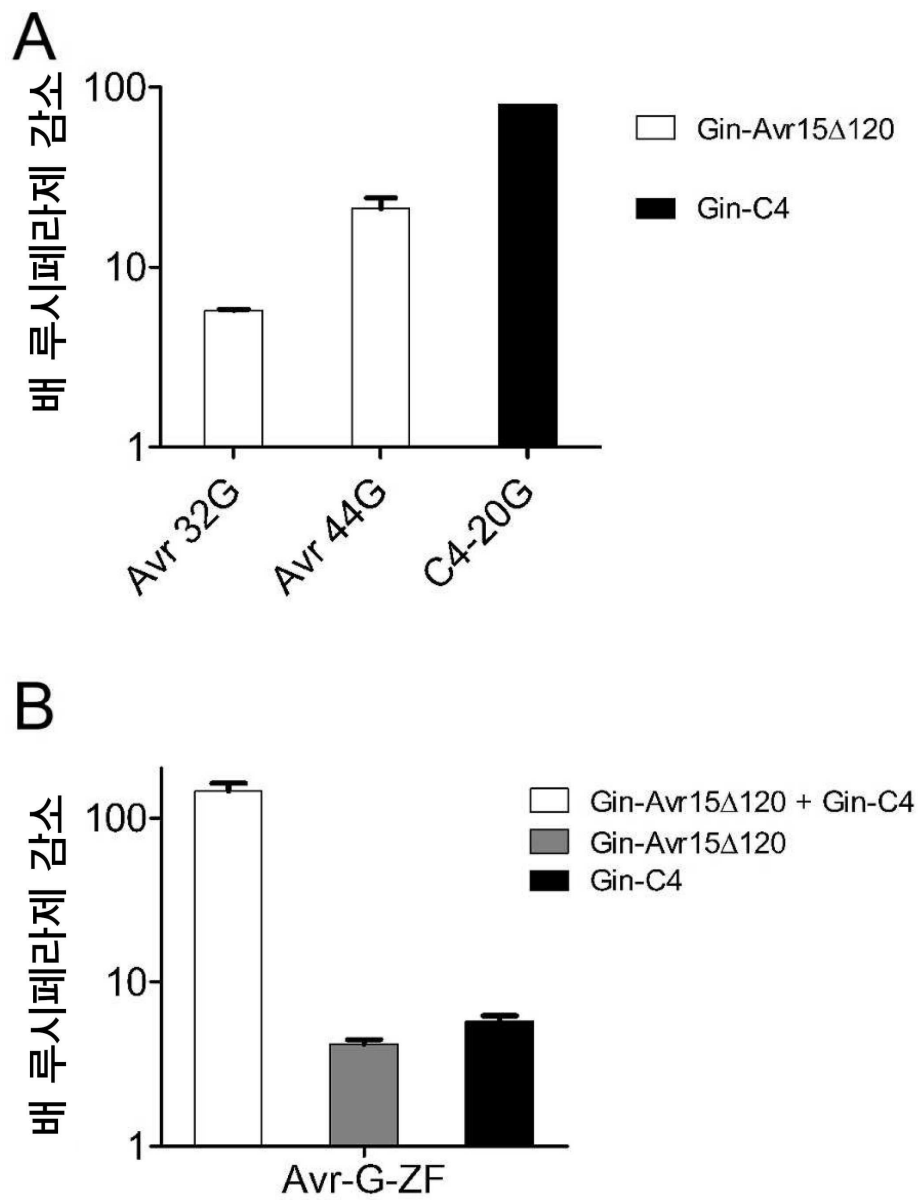 A
배 루시페라제 감소
100
10
1
Avr 32G
Avr 44G
C4-20G
Gin-Avr15Δ120
Gin-C4
B
배 루시페라제 감소
100
10
1
Avr-G-ZF
Gin-Avr15Δ120 + Gin-C4
Gin-Avr15Δ120
Gin-C4